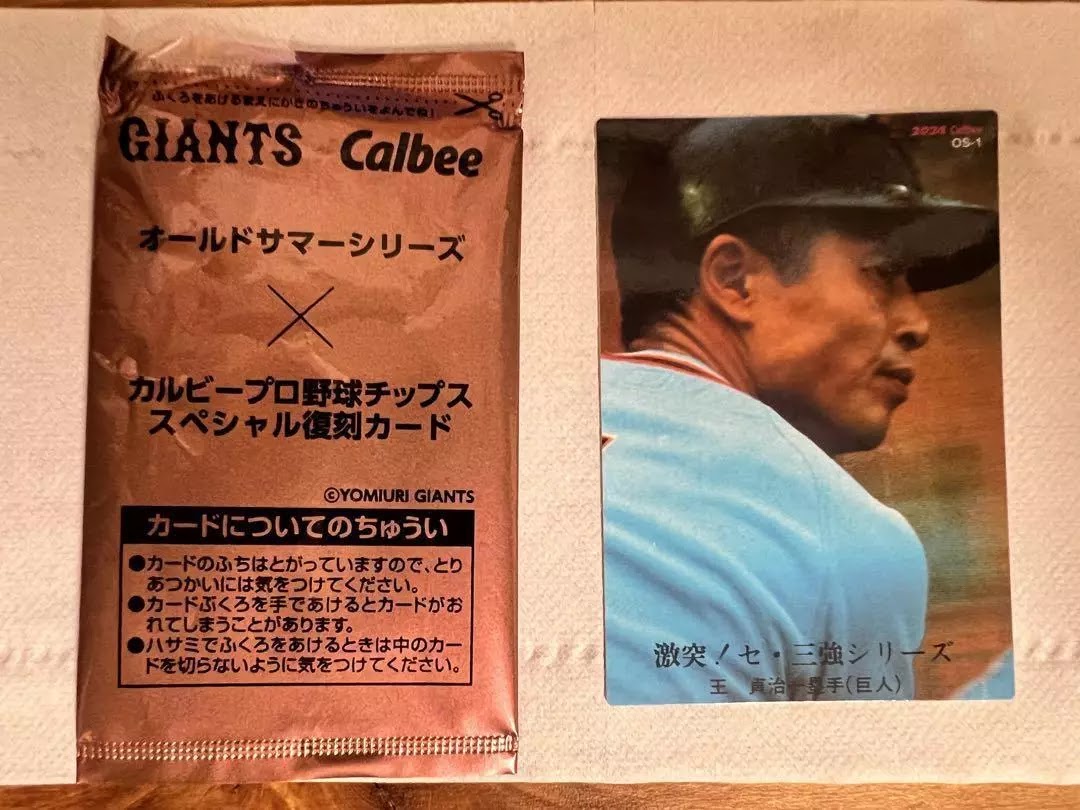 ふくろをあけるまえにかきのちゅういをよんでね!
GIANTS Calbee
オールドサマーシリーズ
×
カルビープロ野球チップス
スペシャル復刻カード
©YOMIURI GIANTS
カードについてのちゅうい
●カードのふちはとがっていますので、とり
あつかいには気をつけてください。
●カードぶくろを手であけるとカードがお
れてしまうことがあります。
●ハサミでふくろをあけるときは中のカー
ドを切らないように気をつけてください。
2024 Calbee
OS-1
激突!セ・三強シリーズ
王 貞治一塁手(巨人)